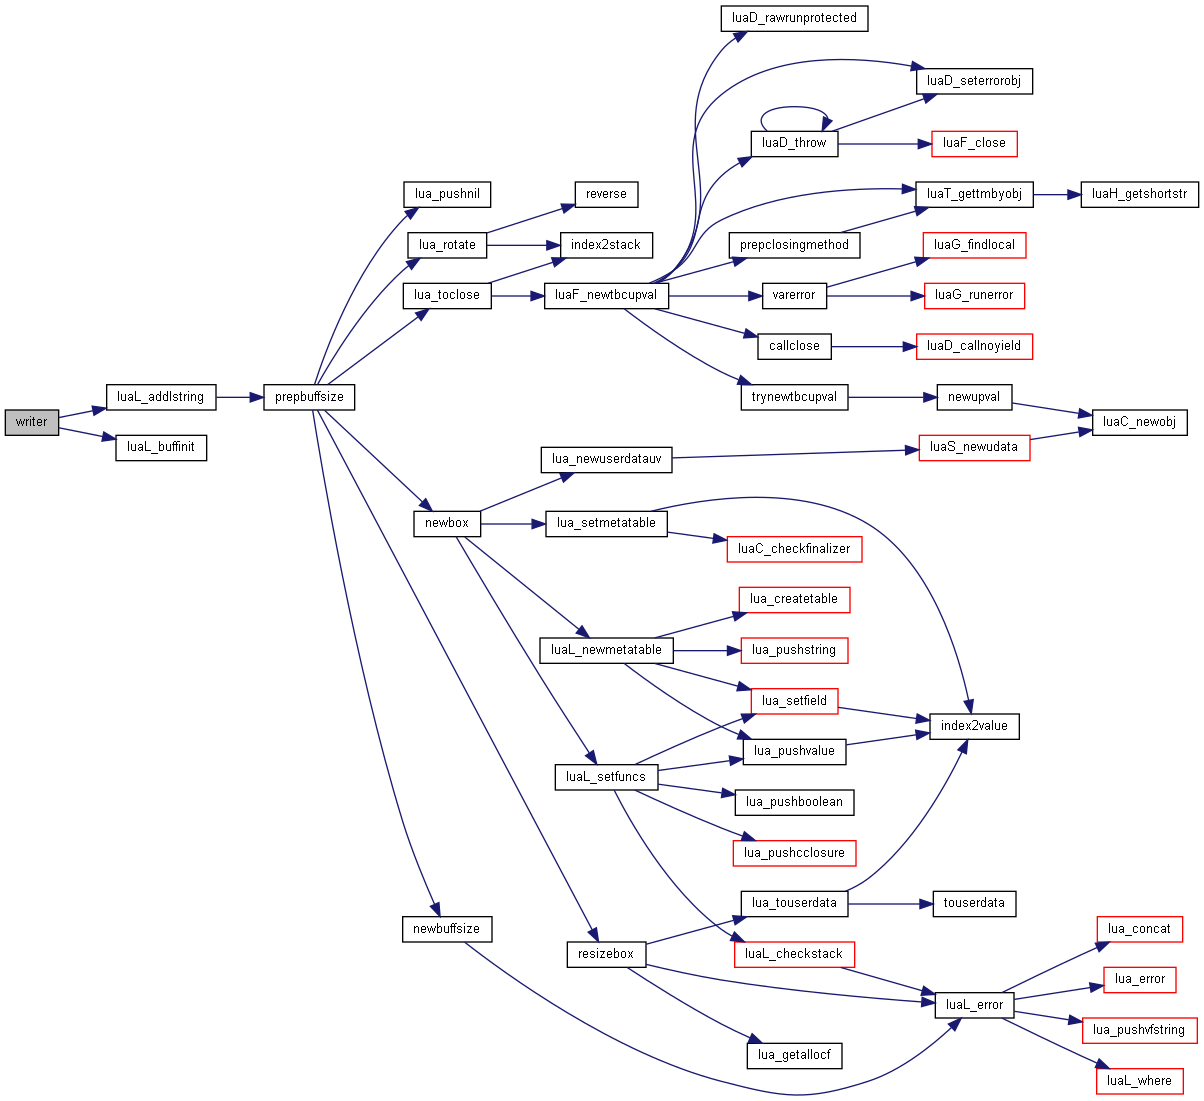 luaD_rawrunprotected
luaD_seterrorobj
luaD_throw
luaF_close
lua_pushnil
reverse
luaT_gettmbyobj
luaH_getshortstr
lua_rotate
index2stack
prepclosingmethod
luaG_findlocal
lua_toclose
luaF_newtbcupval
varerror
luaG_runerror
callclose
luaD_callnoyield
luaL_addlstring
prepbuffsize
trynewtbcupval
newupval
writer
luaC_newobj
luaL_buffinit
lua_newuserdatauv
luaS_newudata
newbox
lua_setmetatable
luaC_checkfinalizer
lua_createtable
luaL_newmetatable
lua_pushstring
lua_setfield
index2value
lua_pushvalue
luaL_setfuncs
lua_pushboolean
lua_pushcclosure
lua_touserdata
touserdata
newbuffsize
lua_concat
resizebox
luaL_checkstack
lua_error
luaL_error
lua_pushvfstring
lua_getallocf
luaL_where